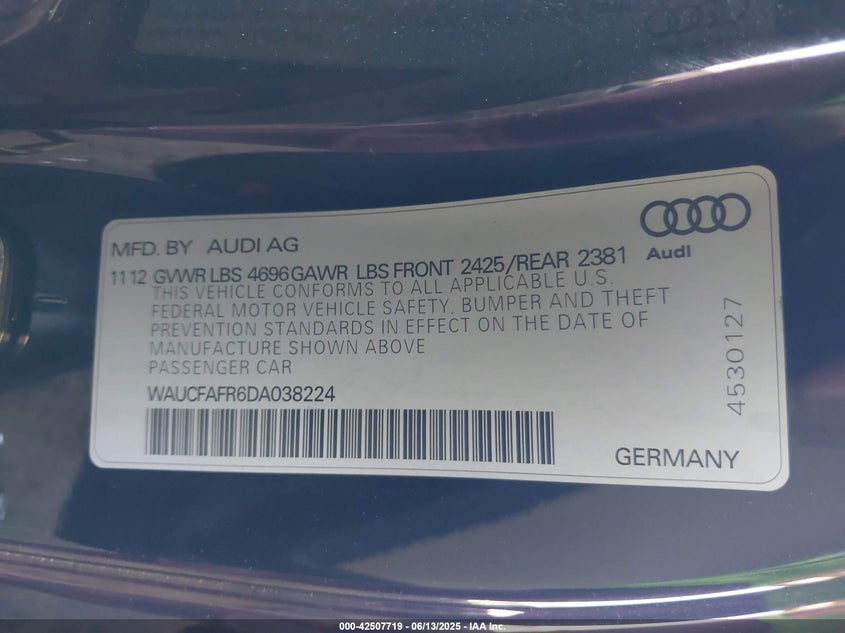 MFD. BY AUDI AG
Audi
11 12 GVWR LBS 4696 GAWR LBS FRONT 2425/REAR 2381
THIS VEHICLE CONFORMS TO ALL APPLICABLE U.S.
FEDERAL MOTOR VEHICLE SAFETY, BUMPER AND THEFT
PREVENTION STANDARDS IN EFFECT ON THE DATE OF
MANUFACTURE SHOWN ABOVE
PASSENGER CAR
WAUCFAFR6DA038224
4530127
GERMANY
000-42507719 - 06/13/2025 - IAA Inc.